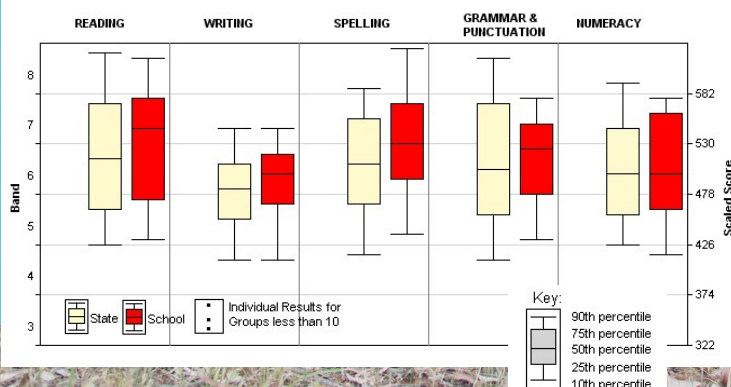 READING
WRITING
SPELLING
GRAMMAR &
PUNCTUATION
NUMERACY
8
7
6
5
4
3
Band
582
530
478
426
374
322
Scaled Score
State
School
Individual Results for
Groups less than 10
Key:
90th percentile
75th percentile
50th percentile
25th percentile
10th percentile